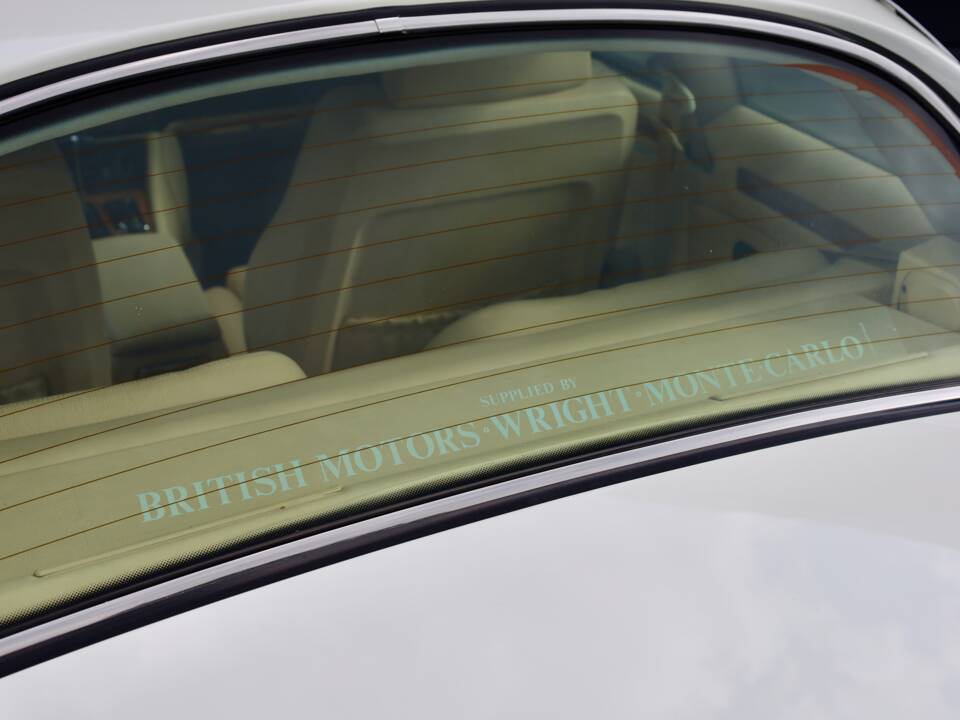 SUPPLIED BY
BRITISH MOTORS·WRIGHT·MONTE·CARLO